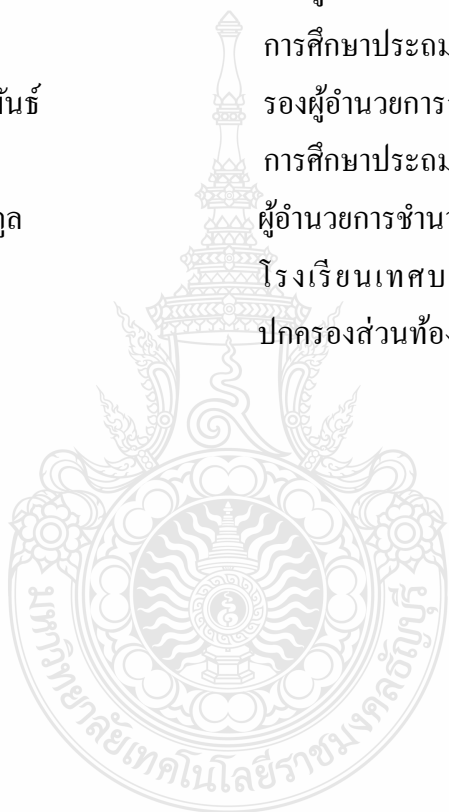 การศึกษาประถม
พันธ์ รองผู้อำนวยการ
การศึกษาประถม
กูล ผู้อำนวยการชำนา
โรงเรียนเทศบ
ปกครองส่วนท้อง
มหาวิทยาลัยเทคโนโลยีราชมงคลธัญบุรี